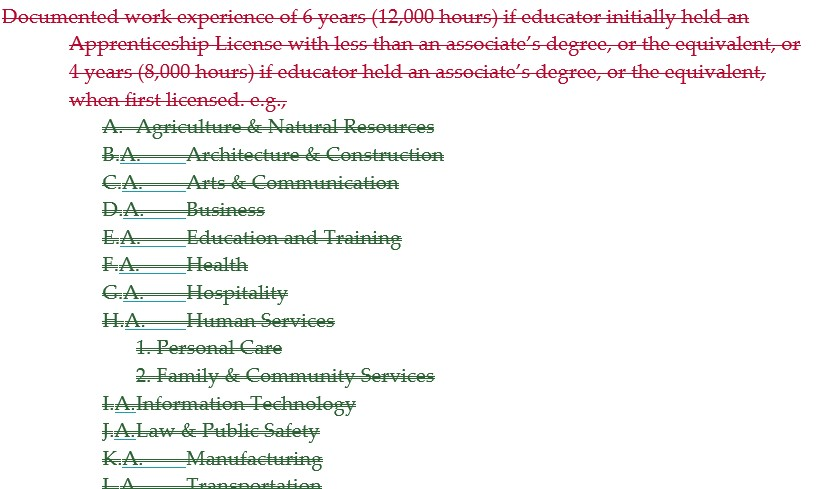 Documented work experience of 6 years (12,000 hours) if educator initially held an
Apprenticeship License with less than an associate's degree, or the equivalent, or
4 years (8,000 hours) if educator held an associate's degree, or the equivalent,
when first licensed. e.g.,
A. Agriculture & Natural Resources
B.A. Architecture & Construction
C.A. Arts & Communication
D.A. Business
E.A. Education and Training
F.A. Health
G.A. Hospitality
H.A. Human Services
1. Personal Care
2. Family & Community Services
I.A.Information Technology
J.A.Law & Public Safety
K.A. Manufacturing
L.A. Transportation